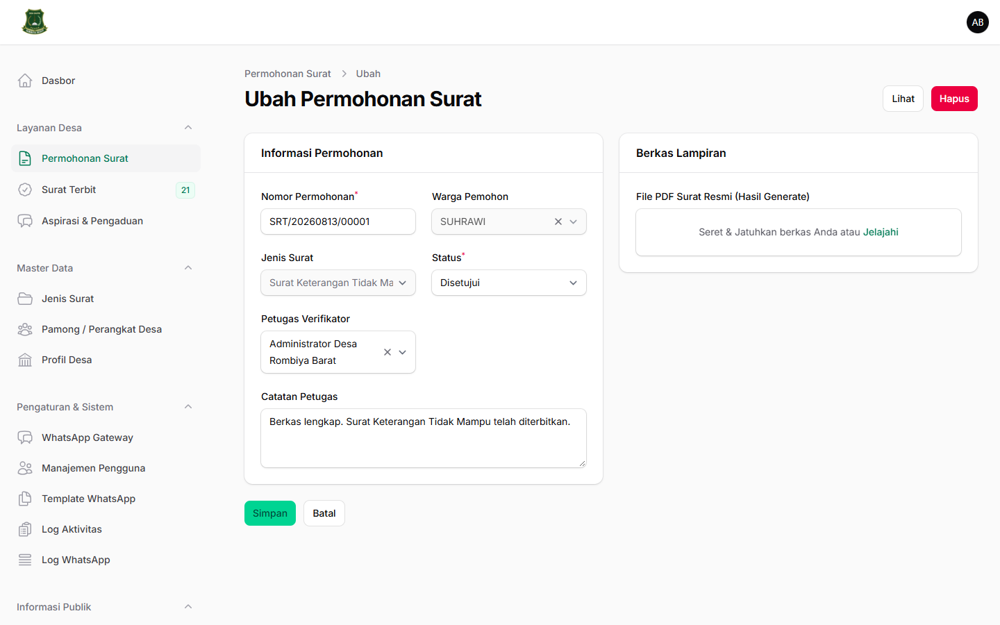 AB
Dasbor
Layanan Desa
Permohonan Surat
Surat Terbit
21
Aspirasi & Pengaduan
Master Data
Jenis Surat
Pamong / Perangkat Desa
Profil Desa
Pengaturan & Sistem
WhatsApp Gateway
Manajemen Pengguna
Template WhatsApp
Log Aktivitas
Log WhatsApp
Informasi Publik
Permohonan Surat > Ubah
Ubah Permohonan Surat
Lihat
Hapus
Informasi Permohonan
Nomor Permohonan*
SRT/20260813/00001
Warga Pemohon
SUHRAWI
Jenis Surat
Surat Keterangan Tidak Ma
Status*
Disetujui
Petugas Verifikator
Administrator Desa
Rombiya Barat
Catatan Petugas
Berkas lengkap. Surat Keterangan Tidak Mampu telah diterbitkan.
Simpan
Batal
Berkas Lampiran
File PDF Surat Resmi (Hasil Generate)
Seret & Jatuhkan berkas Anda atau Jelajahi